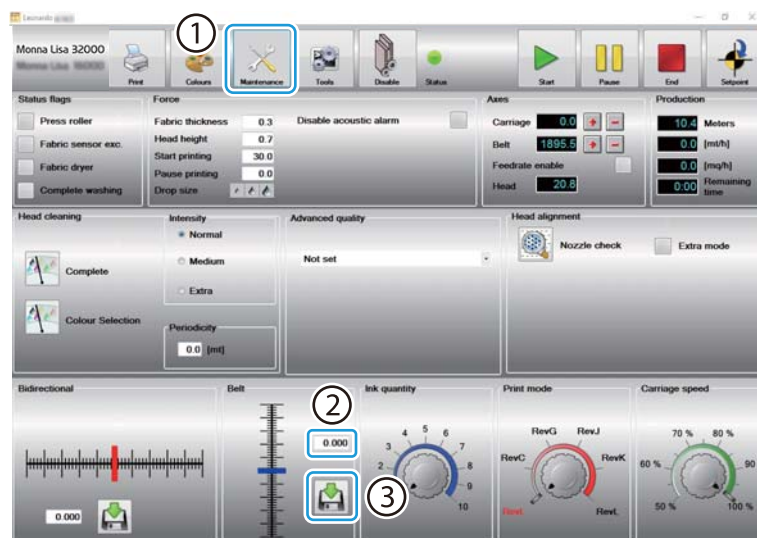 Leonardo
Monna Lisa 32000
1
Print
Colours
Maintenance
Tools
Disable
Status
Start
Pause
End
Setpoint
Status flags
Press roller
Fabric sensor exc.
Fabric dryer
Complete washing
Force
Fabric thickness 0.3
Head height 0.7
Start printing 30.0
Pause printing 0.0
Drop size
Disable acoustic alarm
Axes
Carriage 0.0
Belt 1895.5
Feedrate enable
Head 20.8
Production
10.4 Meters
0.0 [mt/h]
0.0 [mq/h]
0:00 Remaining
time
Head cleaning
Complete
Colour Selection
Intensity
Normal
Medium
Extra
Periodicity
0.0 [mt]
Advanced quality
Not set
Head alignment
Nozzle check
Extra mode
Bidirectional
0.000
Belt
2
0.000
3
Ink quantity
2 3 4 5 6 7 8 9 10
Print mode
RevI. RevC RevG RevJ RevK RevL
Carriage speed
50 % 60 % 70 % 80 % 90 100 %